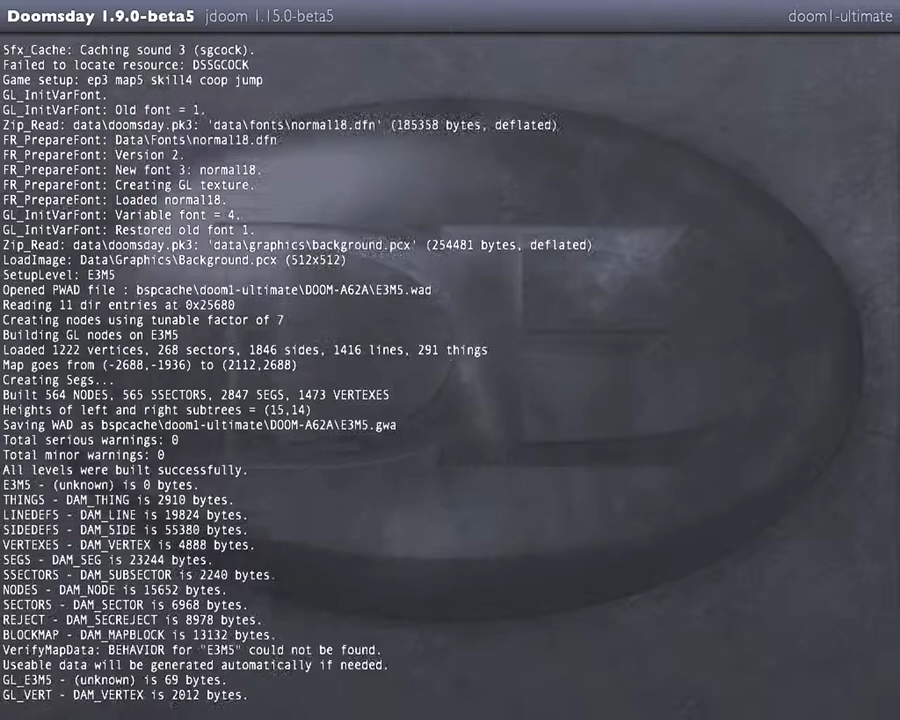 Doomsday 1.9.0-beta5 jdoom 1.15.0-beta5 doom1-ultimate
Sfx_Cache: Caching sound 3 (sgcock).
Failed to locate resource: DSSGCOCK
Game setup: ep3 map5 skill4 coop jump
GL_InitVarFont.
GL_InitVarFont: Old font = 1.
Zip_Read: data\doomsday.pk3: 'data\fonts\normal18.dfn' (185358 bytes, deflated)
FR_PrepareFont: Data\Fonts\normal18.dfn
FR_PrepareFont: Version 2.
FR_PrepareFont: New font 3: normal18.
FR_PrepareFont: Creating GL texture.
FR_PrepareFont: Loaded normal18.
GL_InitVarFont: Variable font = 4.
GL_InitVarFont: Restored old font 1.
Zip_Read: data\doomsday.pk3: 'data\graphics\background.pcx' (254481 bytes, deflated)
LoadImage: Data\Graphics\Background.pcx (512x512)
SetupLevel: E3M5
Opened PWAD file : bspcache\doom1-ultimate\DOOM-A62A\E3M5.wad
Reading 11 dir entries at 0x25680
Creating nodes using tunable factor of 7
Building GL nodes on E3M5
Loaded 1222 vertices, 268 sectors, 1846 sides, 1416 lines, 291 things
Map goes from (-2688,-1936) to (2112,2688)
Creating Segs...
Built 564 NODES, 565 SSECTORS, 2847 SEGS, 1473 VERTEXES
Heights of left and right subtrees = (15,14)
Saving WAD as bspcache\doom1-ultimate\DOOM-A62A\E3M5.gwa
Total serious warnings: 0
Total minor warnings: 0
All levels were built successfully.
E3M5 - (unknown) is 0 bytes.
THINGS - DAM_THING is 2910 bytes.
LINEDEFS - DAM_LINE is 19824 bytes.
SIDEDEFS - DAM_SIDE is 55380 bytes.
VERTEXES - DAM_VERTEX is 4888 bytes.
SEGS - DAM_SEG is 23244 bytes.
SSECTORS - DAM_SUBSECTOR is 2240 bytes.
NODES - DAM_NODE is 15652 bytes.
SECTORS - DAM_SECTOR is 6968 bytes.
REJECT - DAM_SECREJECT is 8978 bytes.
BLOCKMAP - DAM_MAPBLOCK is 13132 bytes.
VerifyMapData: BEHAVIOR for "E3M5" could not be found.
Useable data will be generated automatically if needed.
GL_E3M5 - (unknown) is 69 bytes.
GL_VERT - DAM_VERTEX is 2012 bytes.